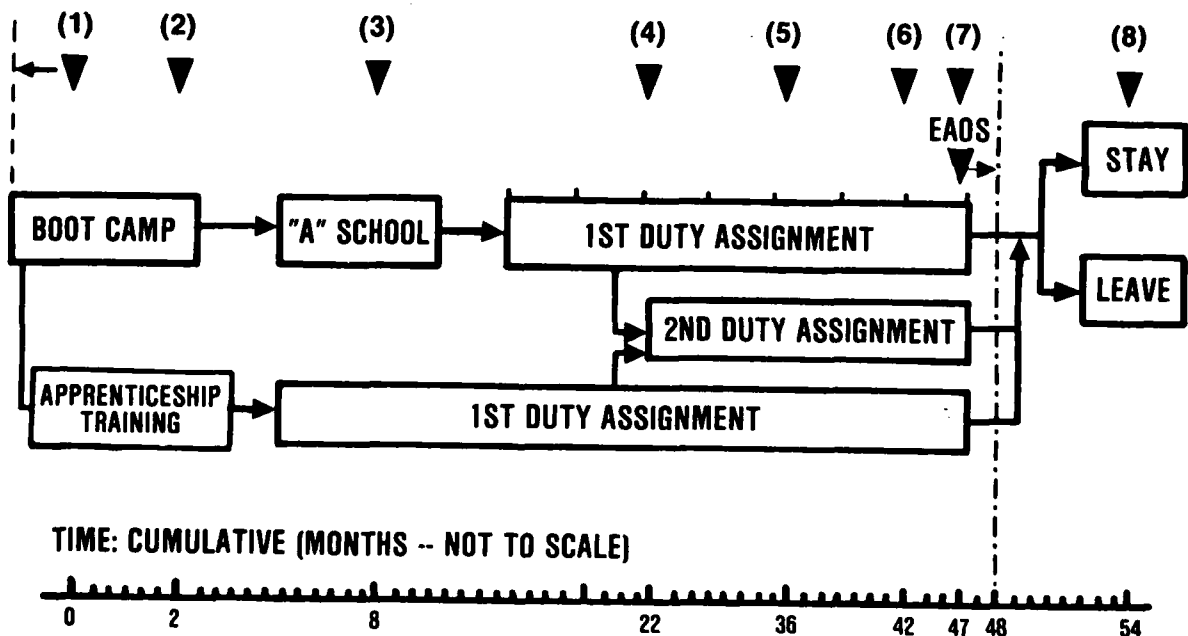 (1) (2) (3) (4) (5) (6) (7) (8)
EAOS
STAY
BOOT CAMP
"A" SCHOOL
1ST DUTY ASSIGNMENT
LEAVE
2ND DUTY ASSIGNMENT
APPRENTICESHIP
TRAINING
1ST DUTY ASSIGNMENT
TIME: CUMULATIVE (MONTHS -- NOT TO SCALE)
0 2 8 22 36 42 47 48 54